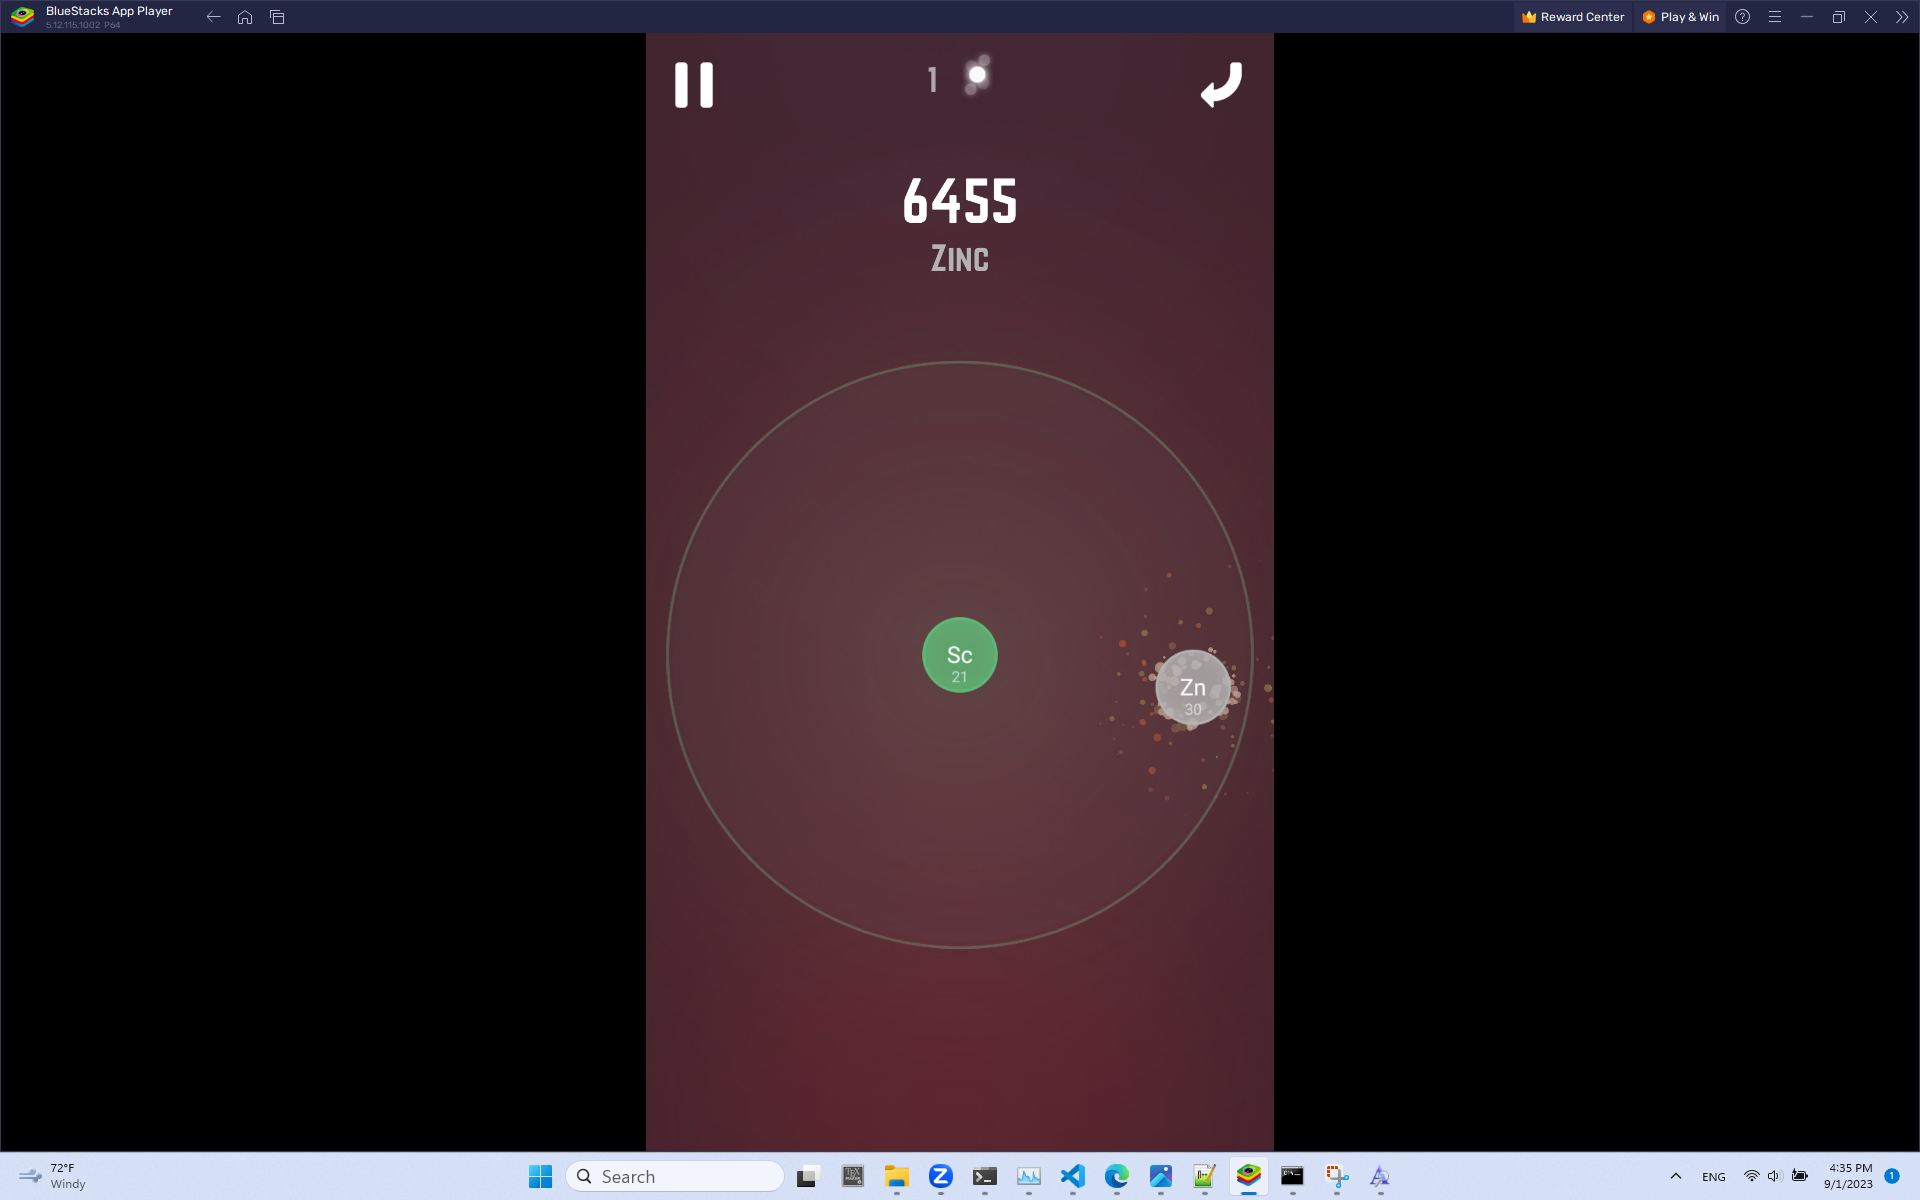 BlueStacks App Player
5.12.115.1002 P64
Reward Center
Play & Win
1
6455
ZINC
Sc
21
Zn
30
72°F
Windy
Search
ENG
4:35 PM
9/1/2023
1